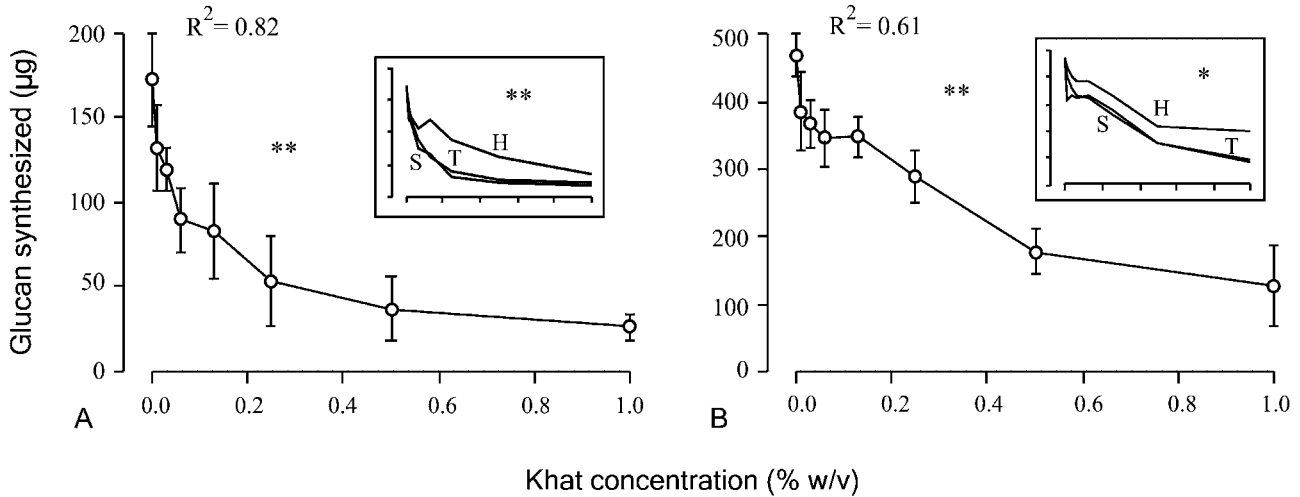 R²= 0.82
200
150
100
50
0
**
**
H
S
T
0.0 0.2 0.4 0.6 0.8 1.0
A
R²= 0.61
500
400
300
200
100
0
**
*
H
S
T
0.0 0.2 0.4 0.6 0.8 1.0
B
Glucan synthesized (µg)
Khat concentration (% w/v)